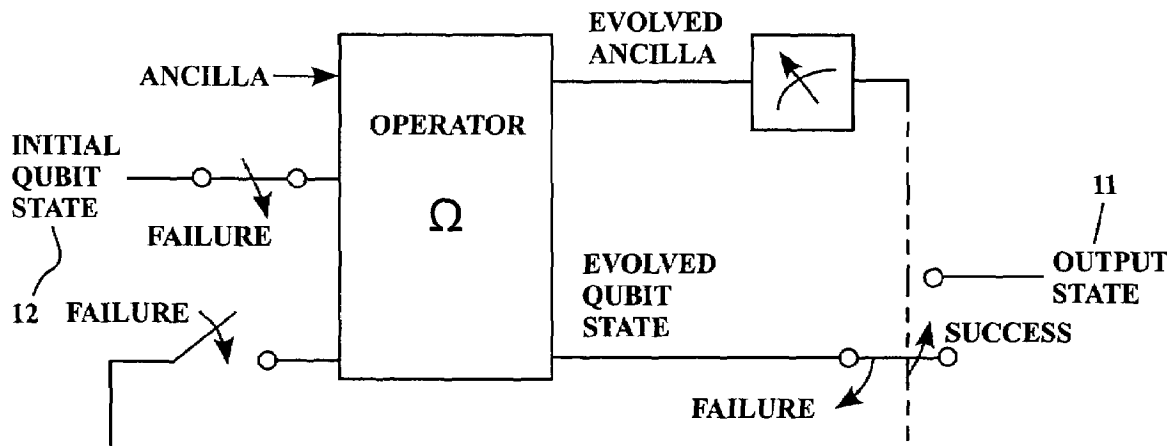 EVOLVED
ANCILLA
ANCILLA
OPERATOR
Ω
INITIAL
QUBIT
STATE
12
FAILURE
FAILURE
EVOLVED
QUBIT
STATE
11
OUTPUT
STATE
SUCCESS
FAILURE